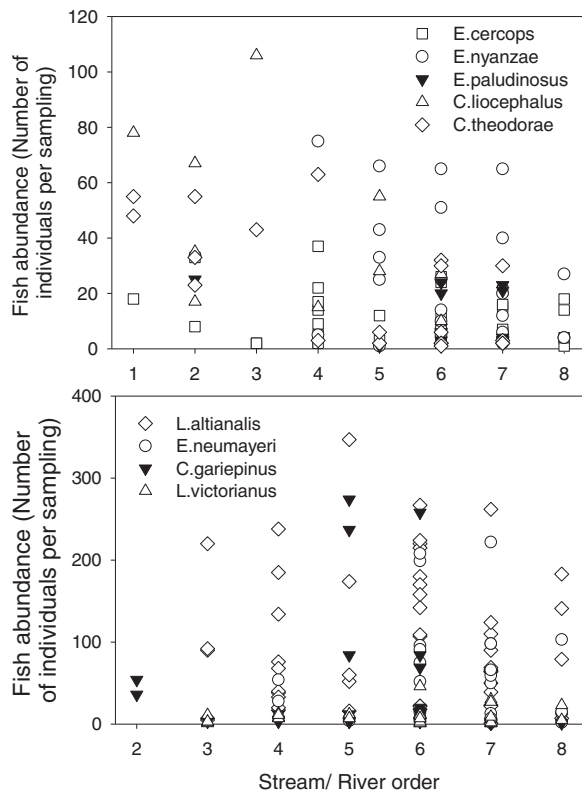 Fish abundance (Number of
individuals per sampling)
120
100
80
60
40
20
0
E.cercops
E.nyanzae
E.paludinosus
C.liocephalus
C.theodorae
1 2 3 4 5 6 7 8
Fish abundance (Number
of individuals per sampling)
400
300
200
100
0
L.altianalis
E.neumayeri
C.gariepinus
L.victorianus
2 3 4 5 6 7 8
Stream/ River order